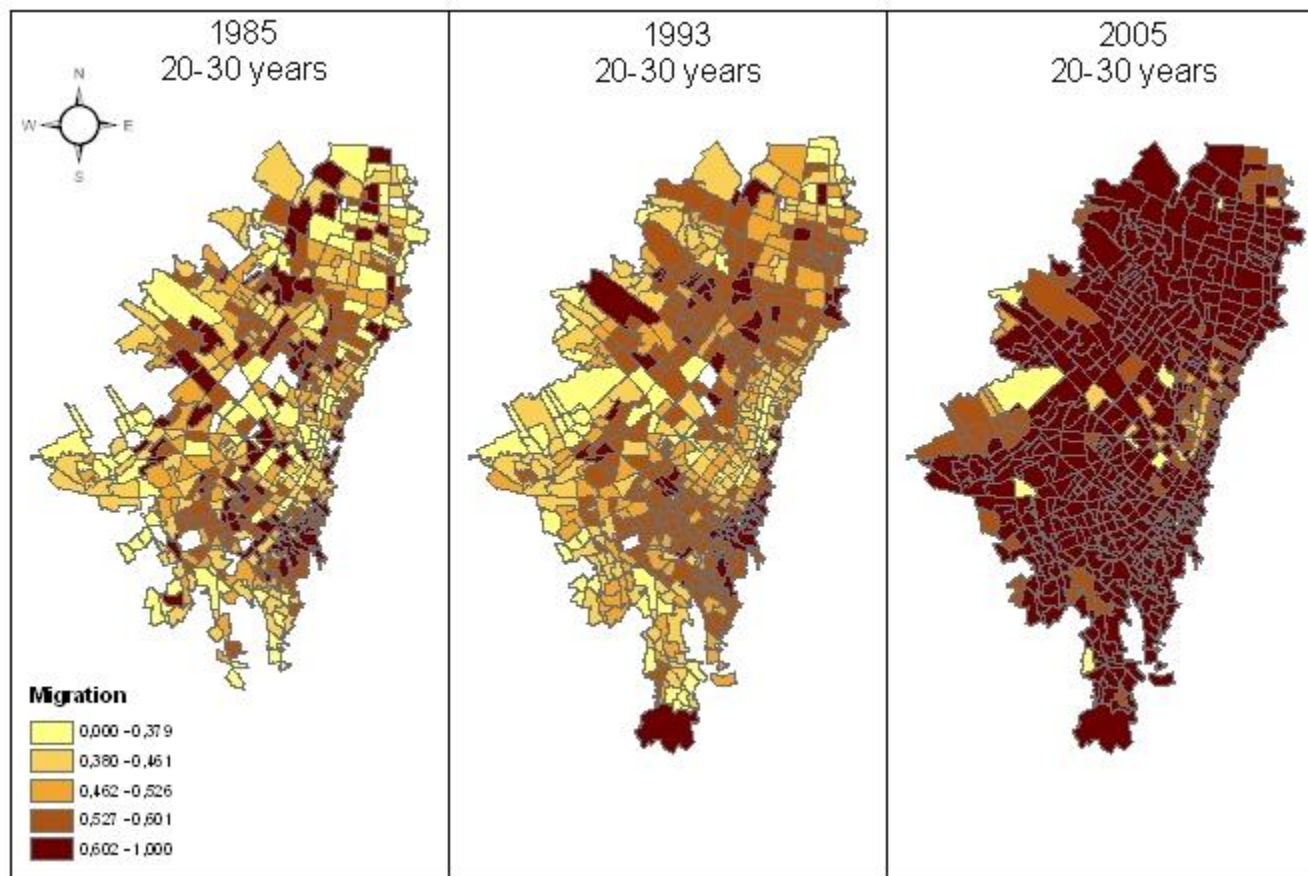 1985
20-30 years
1993
20-30 years
2005
20-30 years
N
W
E
S
Migration
0,000 -0,379
0,380 -0,461
0,462 -0,526
0,527 -0,601
0,602 -1,000